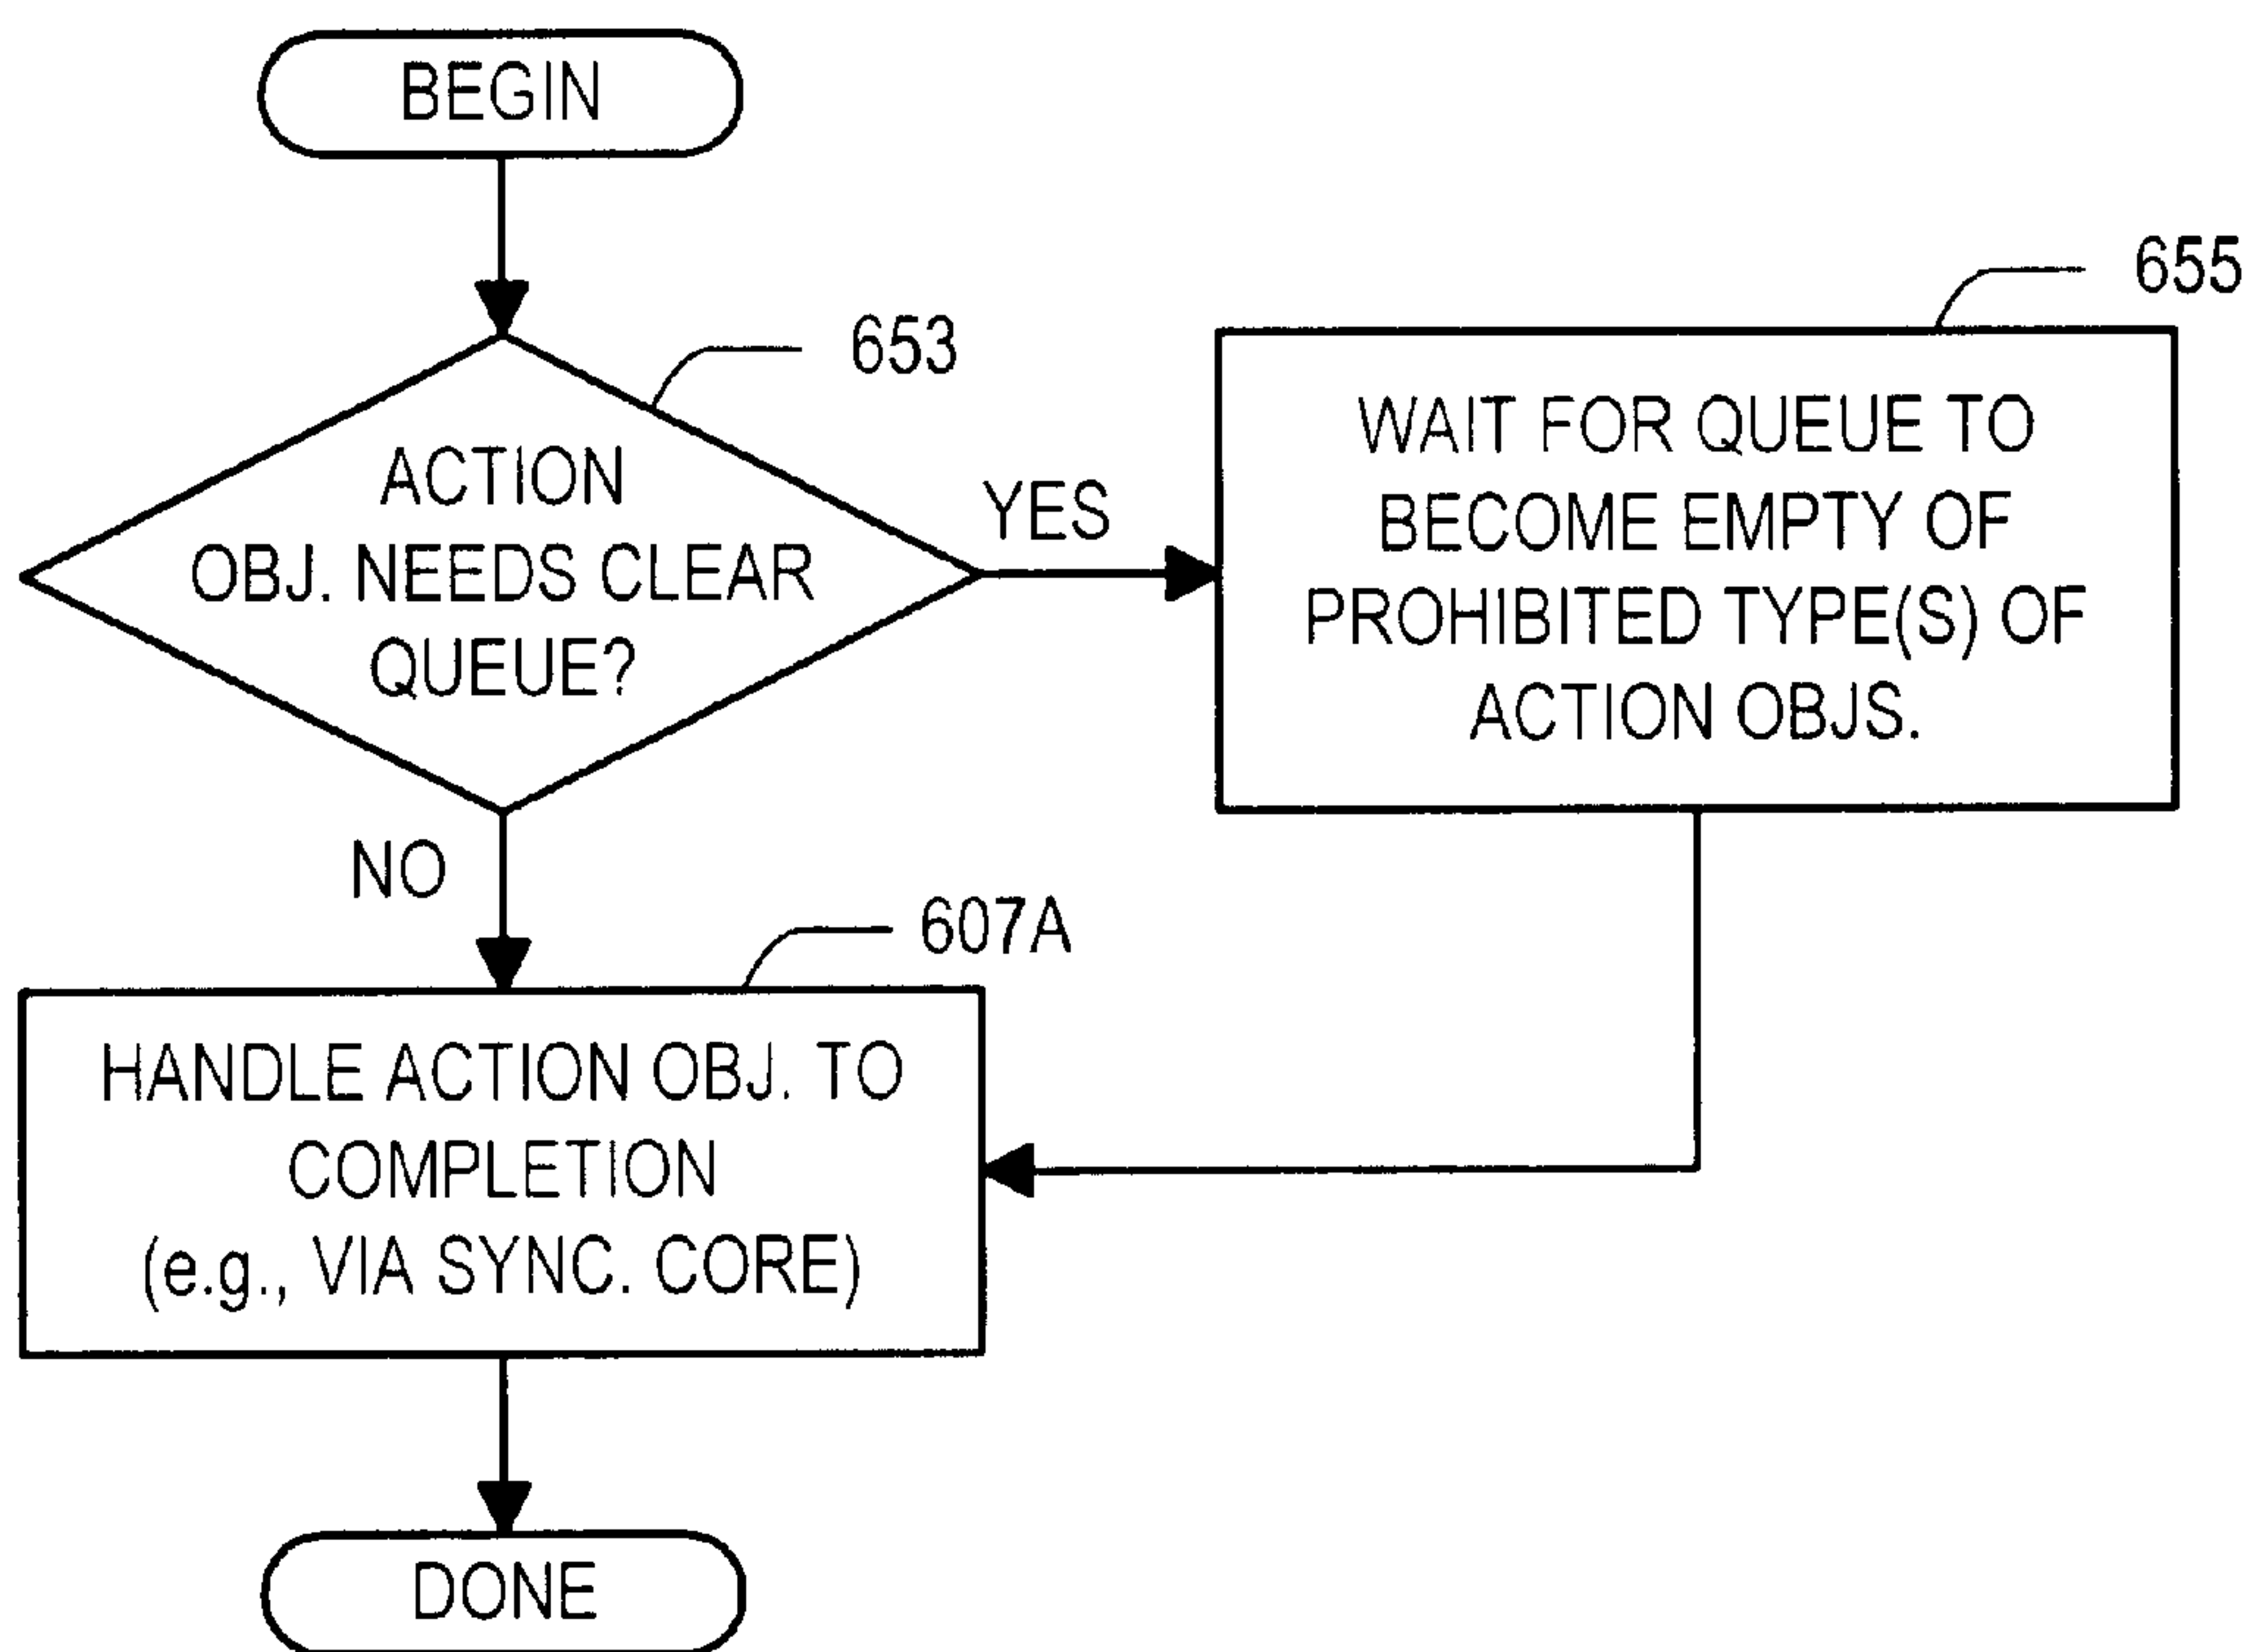 BEGIN
653
ACTION
OBJ. NEEDS CLEAR
QUEUE?
YES
655
WAIT FOR QUEUE TO
BECOME EMPTY OF
PROHIBITED TYPE(S) OF
ACTION OBJS.
NO
607A
HANDLE ACTION OBJ. TO
COMPLETION
(e.g., VIA SYNC. CORE)
DONE